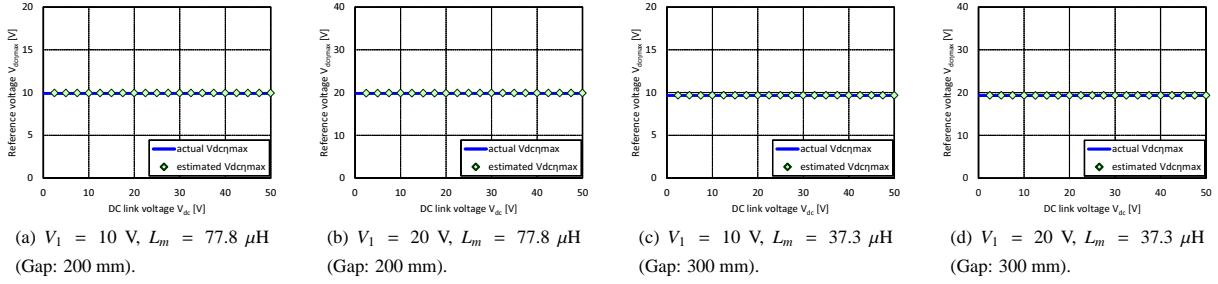 20
15
10
5
0
Reference voltage V_dcηmax [V]
0 10 20 30 40 50
DC link voltage V_dc [V]
actual Vdcηmax
estimated Vdcηmax
(a) V_1 = 10 V, L_m = 77.8 μH
(Gap: 200 mm).
40
30
20
10
0
Reference voltage V_dcηmax [V]
0 10 20 30 40 50
DC link voltage V_dc [V]
actual Vdcηmax
estimated Vdcηmax
(b) V_1 = 20 V, L_m = 77.8 μH
(Gap: 200 mm).
20
15
10
5
0
Reference voltage V_dcηmax [V]
0 10 20 30 40 50
DC link voltage V_dc [V]
actual Vdcηmax
estimated Vdcηmax
(c) V_1 = 10 V, L_m = 37.3 μH
(Gap: 300 mm).
40
30
20
10
0
Reference voltage V_dcηmax [V]
0 10 20 30 40 50
DC link voltage V_dc [V]
actual Vdcηmax
estimated Vdcηmax
(d) V_1 = 20 V, L_m = 37.3 μH
(Gap: 300 mm).